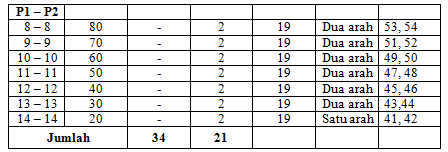 P1 – P2
8 – 8 80 - 2 19 Dua arah 53, 54
9 – 9 70 - 2 19 Dua arah 51, 52
10 – 10 60 - 2 19 Dua arah 49, 50
11 – 11 50 - 2 19 Dua arah 47, 48
12 – 12 40 - 2 19 Dua arah 45, 46
13 – 13 30 - 2 19 Dua arah 43,44
14 – 14 20 - 2 19 Satu arah 41, 42
Jumlah 34 21